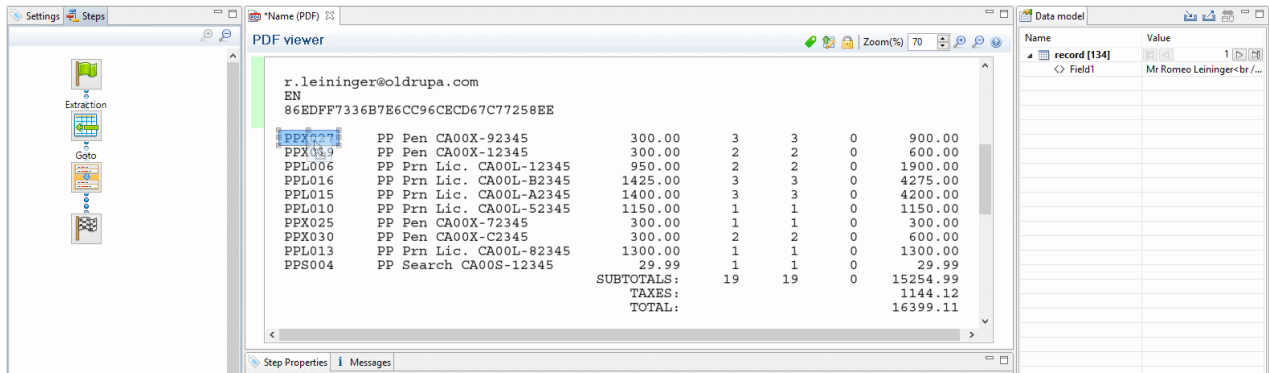 Settings Steps
*Name (PDF)
Data model
PDF viewer
Zoom(%) 70
Name Value
record [134] 1
Field1 Mr Romeo Leininger<br /...
Extraction
Goto
r.leininger@oldrupa.com
EN
86EDFF7336B7E6CC96CECD67C77258EE
PPX027 PP Pen CA00X-92345 300.00 3 3 0 900.00
PP Pen CA00X-12345 300.00 2 2 0 600.00
PPL006 PP Prn Lic. CA00L-12345 950.00 2 2 0 1900.00
PPL016 PP Prn Lic. CA00L-B2345 1425.00 3 3 0 4275.00
PPL015 PP Prn Lic. CA00L-A2345 1400.00 3 3 0 4200.00
PPL010 PP Prn Lic. CA00L-52345 1150.00 1 1 0 1150.00
PPX025 PP Pen CA00X-72345 300.00 1 1 0 300.00
PPX030 PP Pen CA00X-C2345 300.00 2 2 0 600.00
PPL013 PP Prn Lic. CA00L-82345 1300.00 1 1 0 1300.00
PPS004 PP Search CA00S-12345 29.99 1 1 0 29.99
SUBTOTALS: 19 19 0 15254.99
TAXES: 1144.12
TOTAL: 16399.11
Step Properties Messages